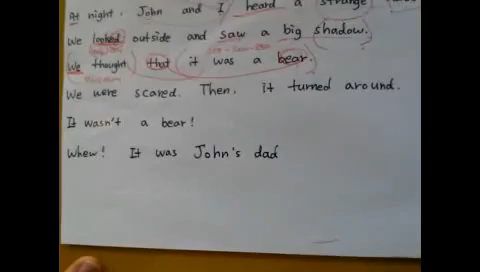 At night, John and I heard a strange
We looked outside and saw a big shadow.
We thought that it was a bear.
We were scared. Then, it turned around.
It wasn't a bear!
Whew! It was John's dad